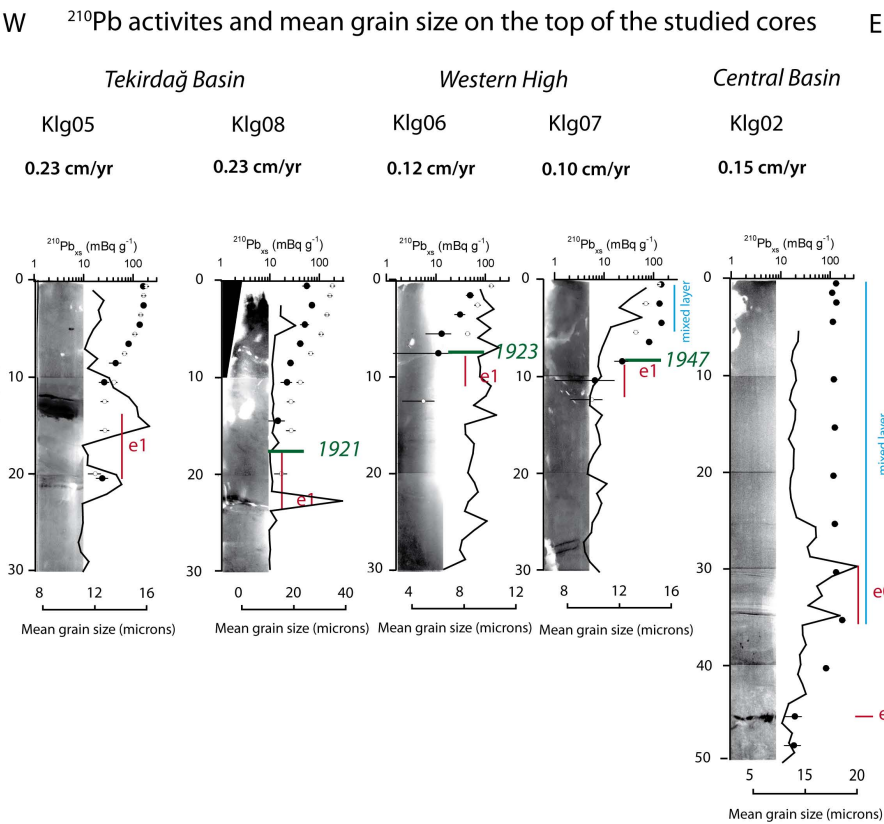 W ²¹⁰Pb activites and mean grain size on the top of the studied cores E
Tekirdağ Basin Western High Central Basin
Klg05 Klg08 Klg06 Klg07 Klg02
0.23 cm/yr 0.23 cm/yr 0.12 cm/yr 0.10 cm/yr 0.15 cm/yr
²¹⁰Pbxs (mBq g⁻¹) ²¹⁰Pbxs (mBq g⁻¹) ²¹⁰Pbxs (mBq g⁻¹) ²¹⁰Pbxs (mBq g⁻¹) ²¹⁰Pbxs (mBq g⁻¹)
1 10 100 1 10 100 1 10 100 1 10 100 1 10 100
0 0 0 0 0
mixed layer
1923
1947
e1 e1
10 10 10 10 10
e1
1921
mixed layer
20 20 20 20 20
e1
30 30 30 30 30
8 12 16 0 20 40 4 8 12 8 12 16
Mean grain size (microns) Mean grain size (microns) Mean grain size (microns) Mean grain size (microns)
40
50
5 15 20
Mean grain size (microns)